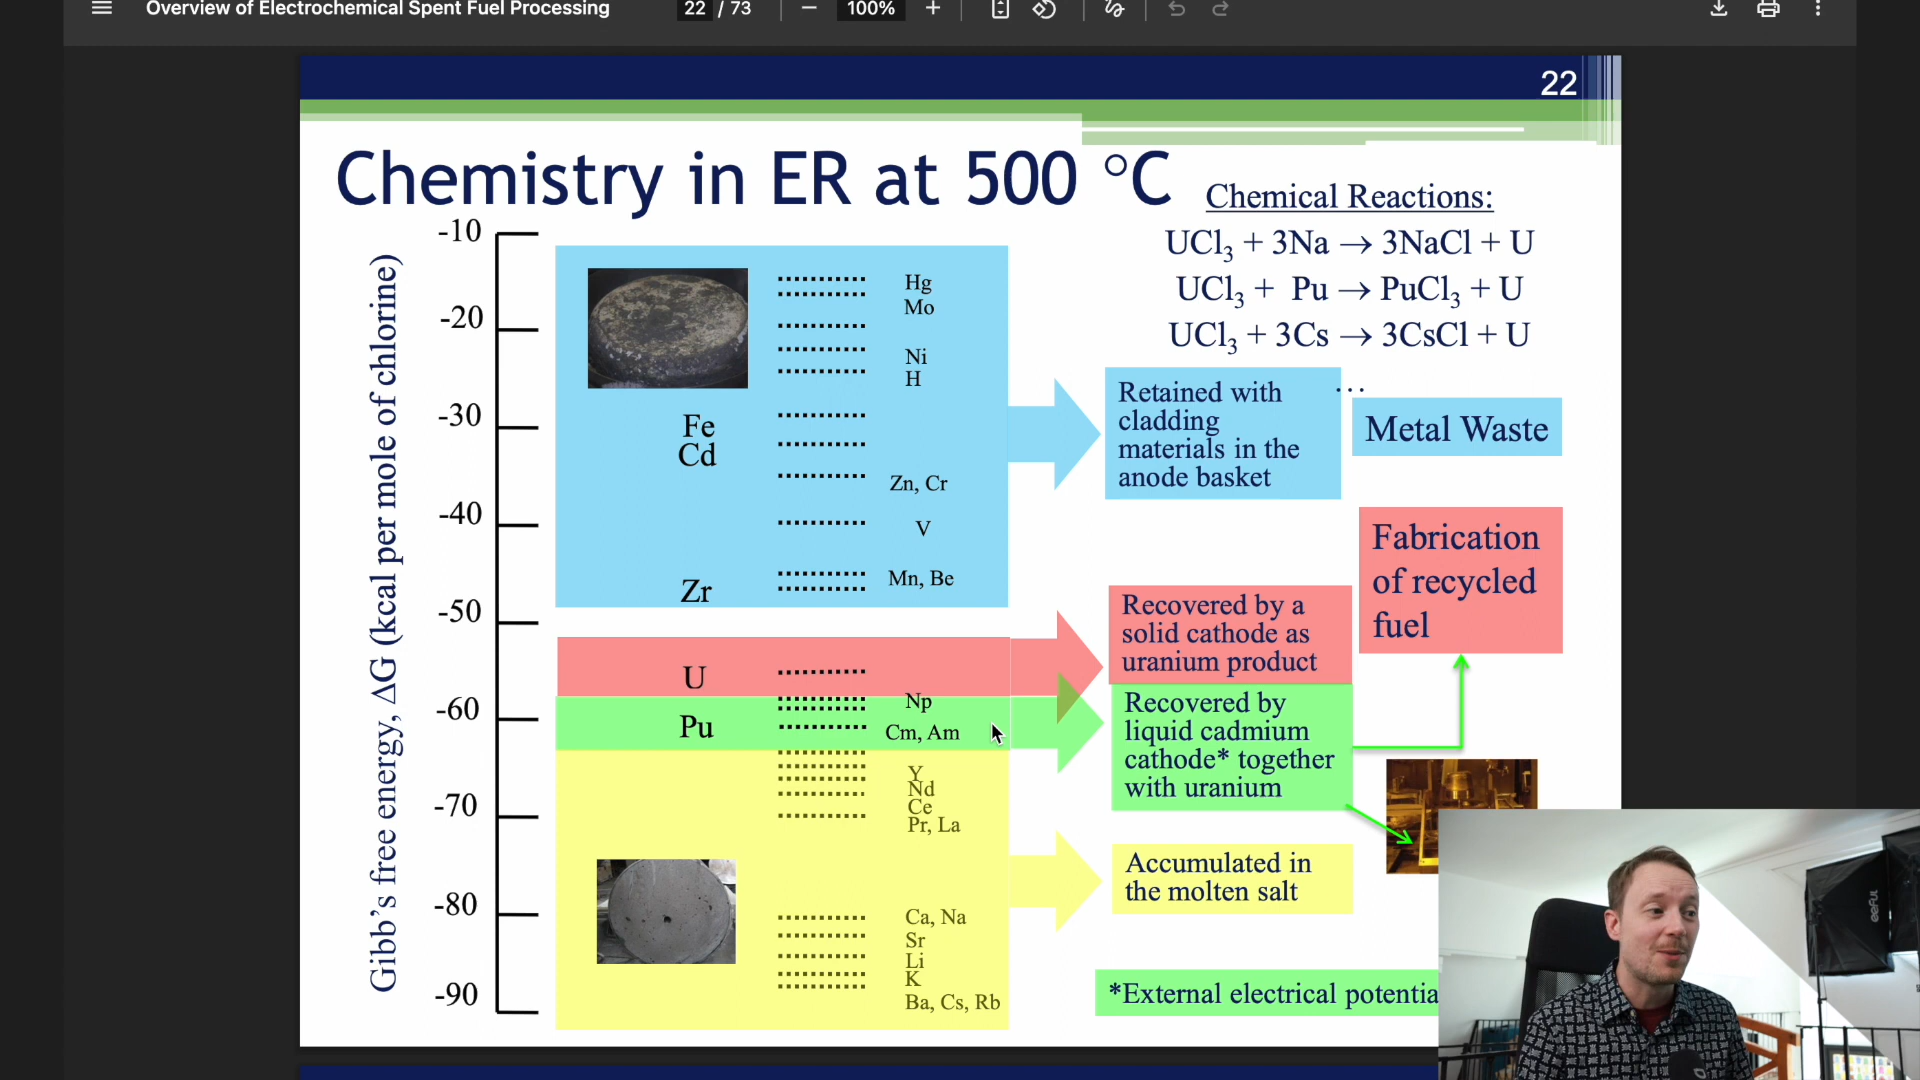 Overview of Electrochemical Spent Fuel Processing
22 / 73
100%
22
Chemistry in ER at 500 °C
Chemical Reactions:
UCl3 + 3Na → 3NaCl + U
UCl3 + Pu → PuCl3 + U
UCl3 + 3Cs → 3CsCl + U
...
Gibb's free energy, ΔG (kcal per mole of chlorine)
-10
-20
-30
-40
-50
-60
-70
-80
-90
Hg
Mo
Ni
H
Fe
Cd
Zn, Cr
V
Mn, Be
Zr
U
Np
Pu
Cm, Am
Y
Nd
Ce
Pr, La
Ca, Na
Sr
Li
K
Ba, Cs, Rb
Retained with
cladding
materials in the
anode basket
Metal Waste
Recovered by a
solid cathode as
uranium product
Fabrication
of recycled
fuel
Recovered by
liquid cadmium
cathode* together
with uranium
Accumulated in
the molten salt
*External electrical potentia